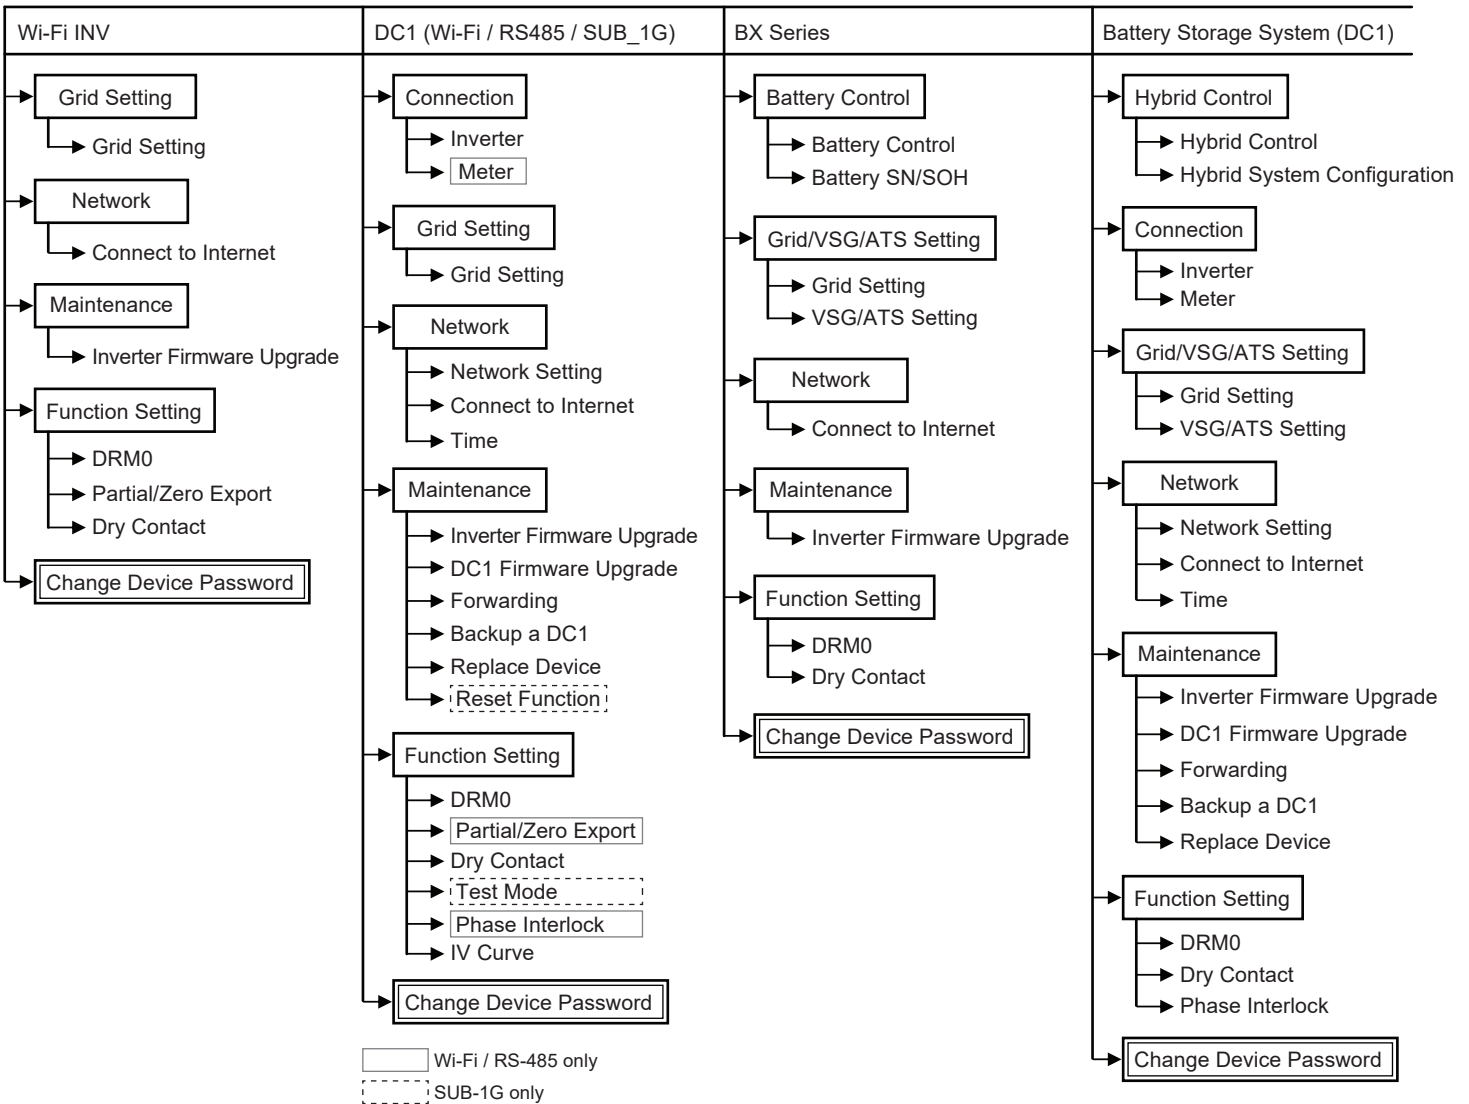 Wi-Fi INV
Grid Setting
Grid Setting
Network
Connect to Internet
Maintenance
Inverter Firmware Upgrade
Function Setting
DRM0
Partial/Zero Export
Dry Contact
Change Device Password
DC1 (Wi-Fi / RS485 / SUB_1G)
Connection
Inverter
Meter
Grid Setting
Grid Setting
Network
Network Setting
Connect to Internet
Time
Maintenance
Inverter Firmware Upgrade
DC1 Firmware Upgrade
Forwarding
Backup a DC1
Replace Device
Reset Function
Function Setting
DRM0
Partial/Zero Export
Dry Contact
Test Mode
Phase Interlock
IV Curve
Change Device Password
Wi-Fi / RS-485 only
SUB-1G only
BX Series
Battery Control
Battery Control
Battery SN/SOH
Grid/VSG/ATS Setting
Grid Setting
VSG/ATS Setting
Network
Connect to Internet
Maintenance
Inverter Firmware Upgrade
Function Setting
DRM0
Dry Contact
Change Device Password
Battery Storage System (DC1)
Hybrid Control
Hybrid Control
Hybrid System Configuration
Connection
Inverter
Meter
Grid/VSG/ATS Setting
Grid Setting
VSG/ATS Setting
Network
Network Setting
Connect to Internet
Time
Maintenance
Inverter Firmware Upgrade
DC1 Firmware Upgrade
Forwarding
Backup a DC1
Replace Device
Function Setting
DRM0
Dry Contact
Phase Interlock
Change Device Password